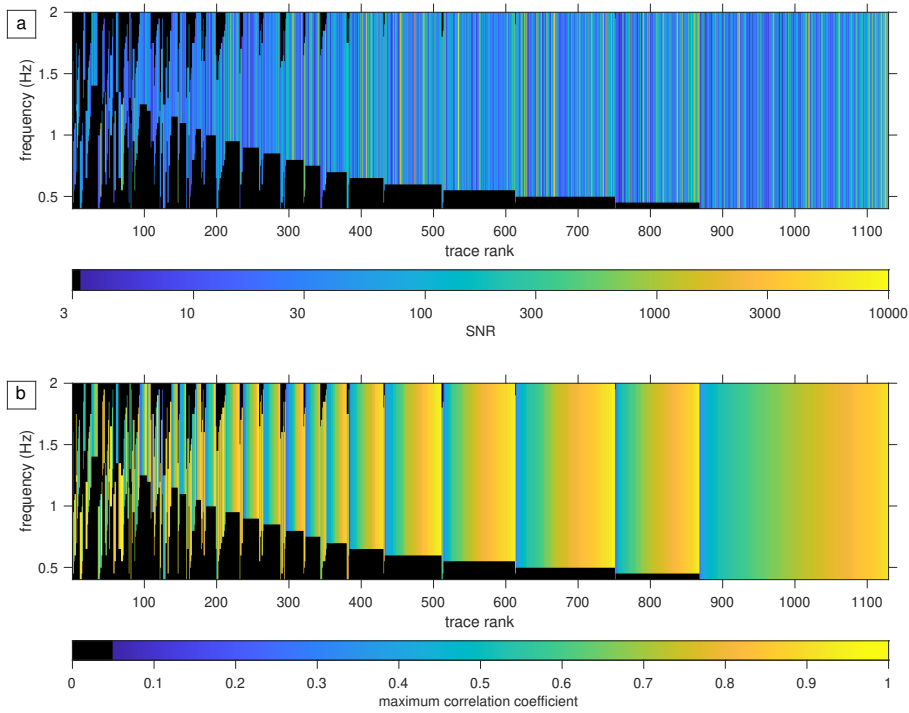 a
2
1.5
1
0.5
frequency (Hz)
100 200 300 400 500 600 700 800 900 1000 1100
trace rank
3 10 30 100 300 1000 3000 10000
SNR
b
2
1.5
1
0.5
frequency (Hz)
100 200 300 400 500 600 700 800 900 1000 1100
trace rank
0 0.1 0.2 0.3 0.4 0.5 0.6 0.7 0.8 0.9 1
maximum correlation coefficient